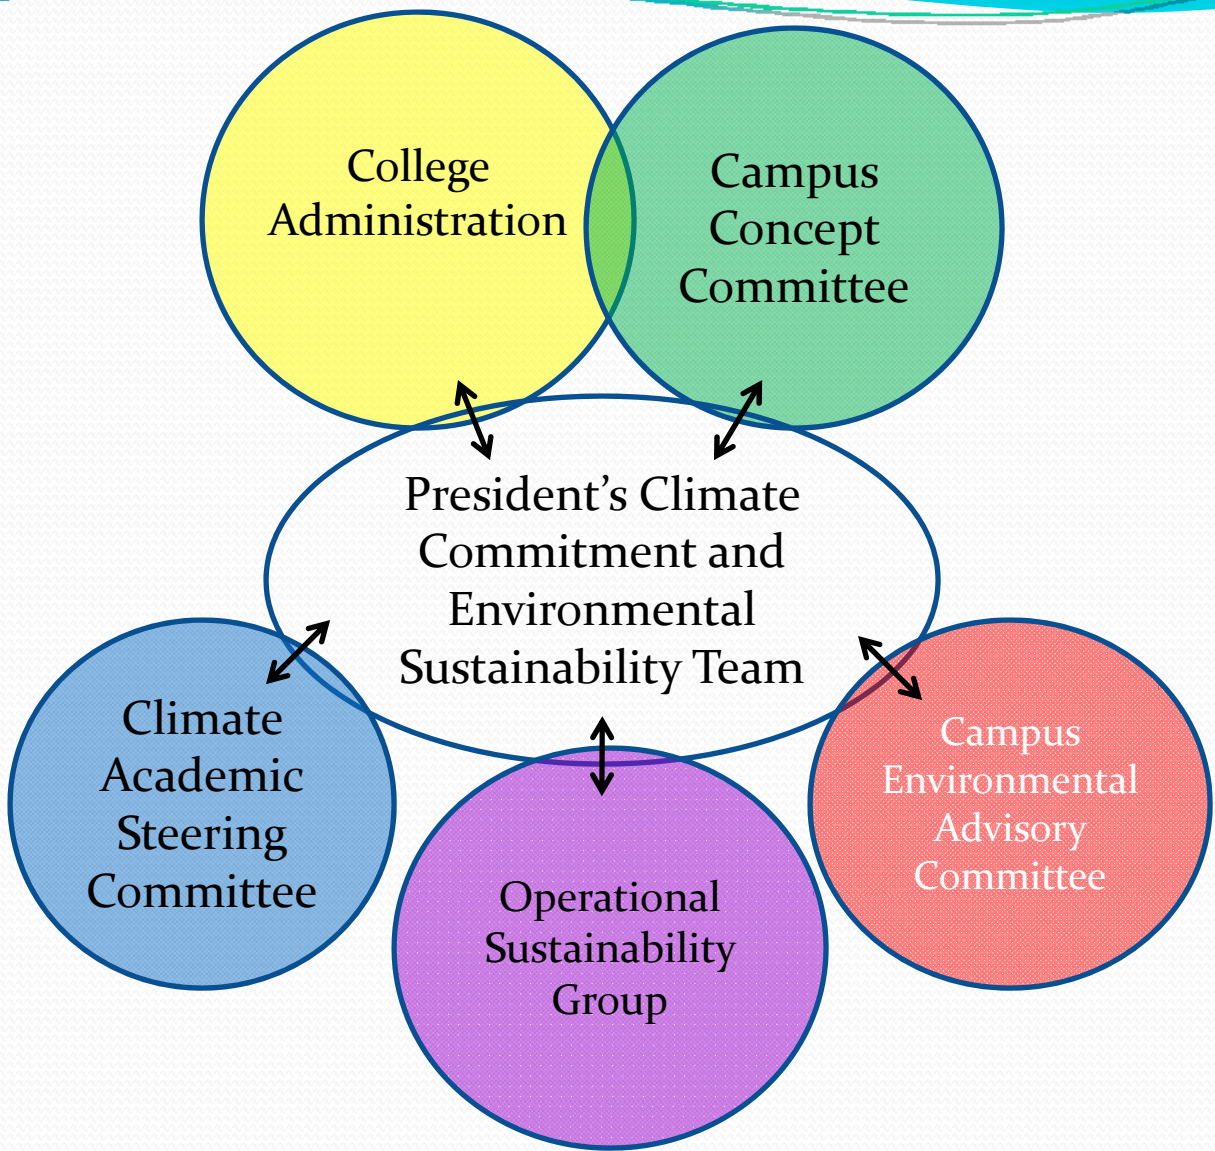 College
Administration
Campus
Concept
Committee
President’s Climate
Commitment and
Environmental
Sustainability Team
Climate
Academic
Steering
Committee
Operational
Sustainability
Group
Campus
Environmental
Advisory
Committee